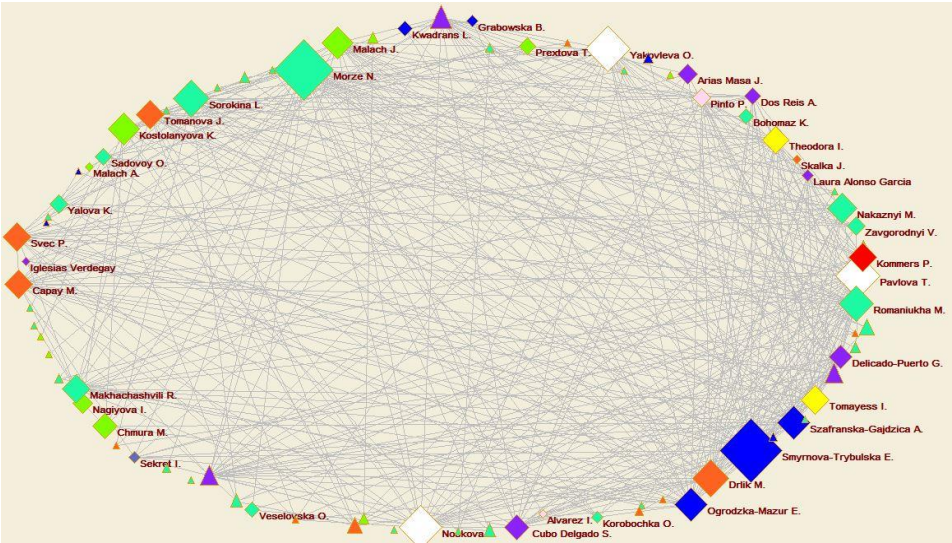 Grabowska B.
Kwadrans L.
Malach J.
Prextova T.
Yakovleva O.
Morze N.
Arias Masa J.
Sorokina L.
Pinto P.
Dos Reis A.
Tomanova J.
Bohomaz K.
Kostolanyova K.
Theodora I.
Sadovoy O.
Skalka J.
Malach A.
Laura Alonso Garcia
Yalova K.
Nakaznyi M.
Zavgorodnyi V.
Svec P.
Kommers P.
Iglesias Verdegay
Pavlova T.
Capay M.
Romaniukha M.
Delicado-Puerto G.
Makhachashvili R.
Nagiyova I.
Tomayess I.
Chmura M.
Szafranska-Gajdzica A.
Smyrnova-Trybulska E.
Sekret I.
Drlik M.
Ogrodzka-Mazur E.
Veselovska O.
Alvarez I.
Korobochka O.
Noskova
Cubo Delgado S.